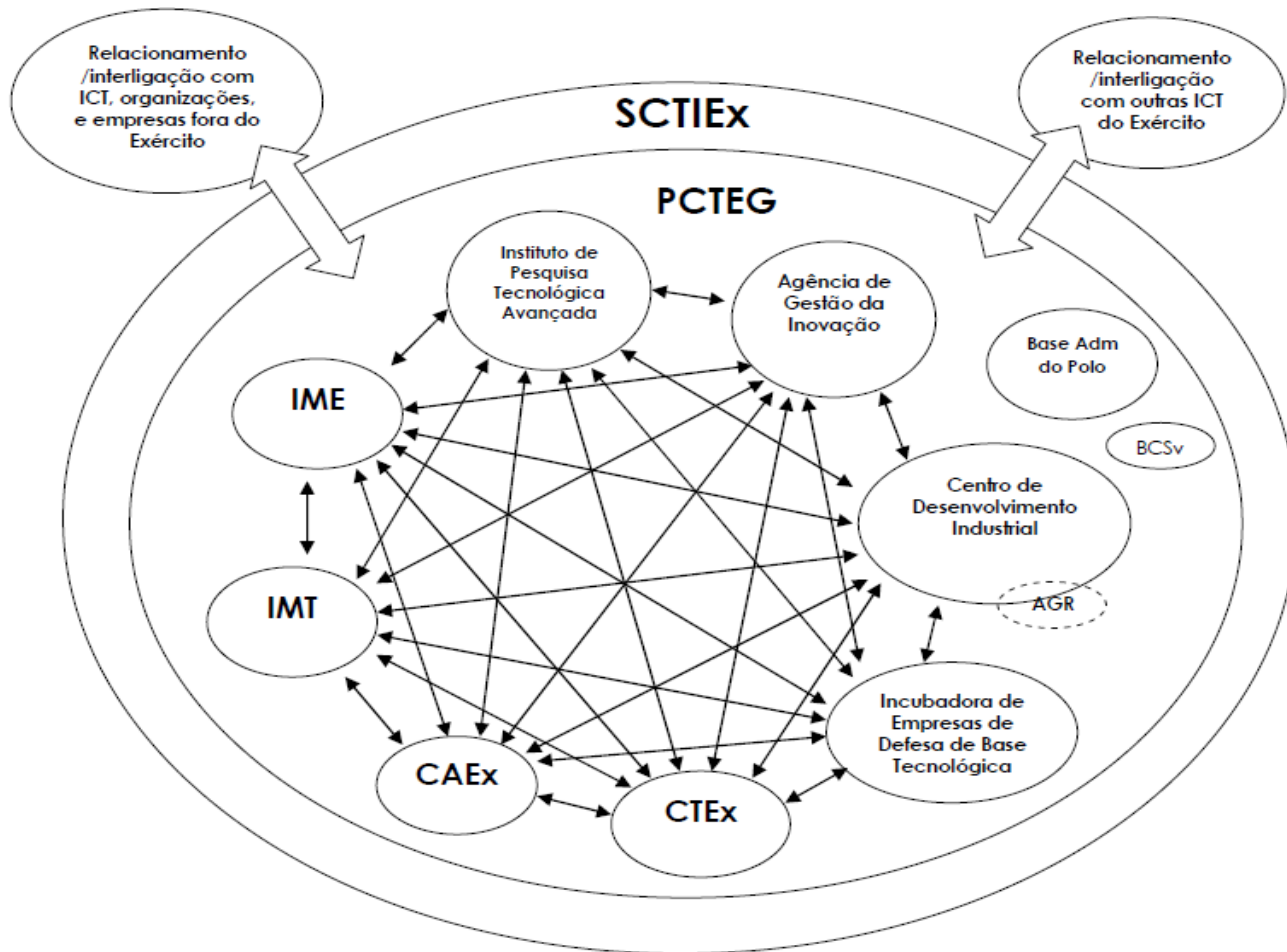 Relacionamento
/interligação com
ICT, organizações,
e empresas fora do
Exército
Relacionamento
/interligação
com outras ICT
do Exército
SCTIEx
PCTEG
Instituto de
Pesquisa
Tecnológica
Avançada
Agência de
Gestão da
Inovação
Base Adm
do Polo
BCSv
IME
Centro de
Desenvolvimento
Industrial
AGR
IMT
Incubadora de
Empresas de
Defesa de Base
Tecnológica
CAEx
CTEx